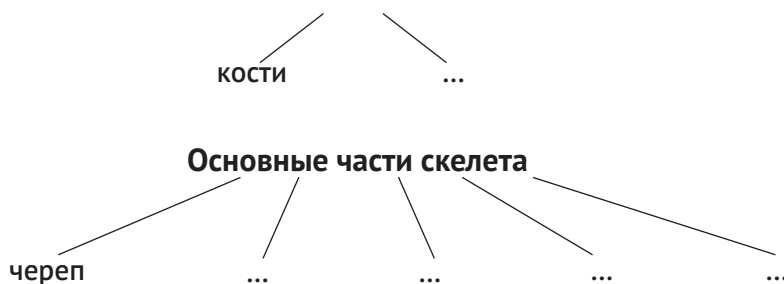 кости ...
Основные части скелета
череп ... ... ... ...